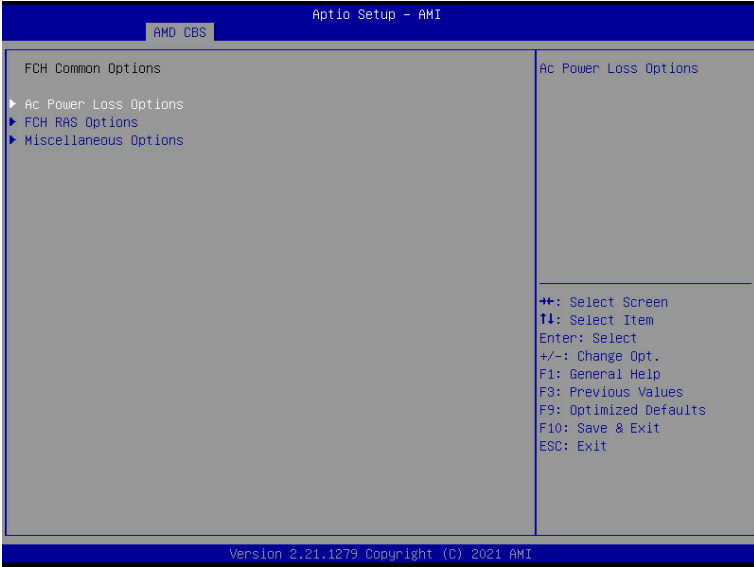 Aptio Setup – AMI
AMD CBS
FCH Common Options
Ac Power Loss Options
FCH RAS Options
Miscellaneous Options
Ac Power Loss Options
→←: Select Screen
↑↓: Select Item
Enter: Select
+/-: Change Opt.
F1: General Help
F3: Previous Values
F9: Optimized Defaults
F10: Save & Exit
ESC: Exit
Version 2.21.1279 Copyright (C) 2021 AMI